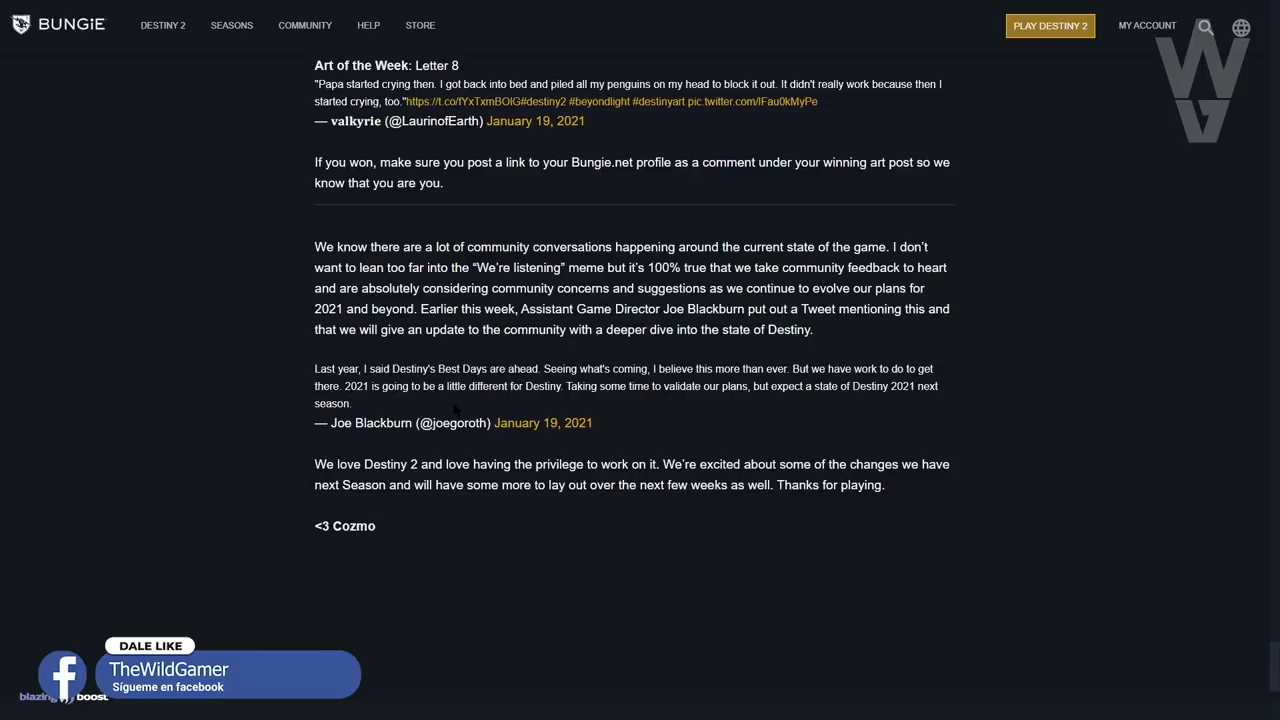 BUNGiE
DESTINY 2
SEASONS
COMMUNITY
HELP
STORE
PLAY DESTINY 2
MY ACCOUNT
WG
Art of the Week: Letter 8
"Papa started crying then. I got back into bed and piled all my penguins on my head to block it out. It didn't really work because then I
started crying, too."https://t.co/fYxTxmBOIG#destiny2 #beyondlight #destinyart pic.twitter.com/lFau0kMyPe
— valkyrie (@LaurinofEarth) January 19, 2021
If you won, make sure you post a link to your Bungie.net profile as a comment under your winning art post so we
know that you are you.
We know there are a lot of community conversations happening around the current state of the game. I don’t
want to lean too far into the “We’re listening” meme but it’s 100% true that we take community feedback to heart
and are absolutely considering community concerns and suggestions as we continue to evolve our plans for
2021 and beyond. Earlier this week, Assistant Game Director Joe Blackburn put out a Tweet mentioning this and
that we will give an update to the community with a deeper dive into the state of Destiny.
Last year, I said Destiny's Best Days are ahead. Seeing what's coming, I believe this more than ever. But we have work to do to get
there. 2021 is going to be a little different for Destiny. Taking some time to validate our plans, but expect a state of Destiny 2021 next
season.
— Joe Blackburn (@joegoroth) January 19, 2021
We love Destiny 2 and love having the privilege to work on it. We’re excited about some of the changes we have
next Season and will have some more to lay out over the next few weeks as well. Thanks for playing.
<3 Cozmo
DALE LIKE
TheWildGamer
Sígueme en facebook
blazing boost